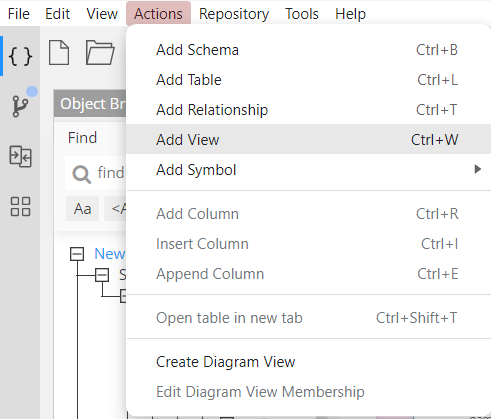 File Edit View Actions Repository Tools Help
{ }
Add Schema Ctrl+B
Add Table Ctrl+L
Object Br
Add Relationship Ctrl+T
Find
Add View Ctrl+W
find
Add Symbol
Aa <A
Add Column Ctrl+R
Insert Column Ctrl+I
New
Append Column Ctrl+E
S
Open table in new tab Ctrl+Shift+T
Create Diagram View
Edit Diagram View Membership